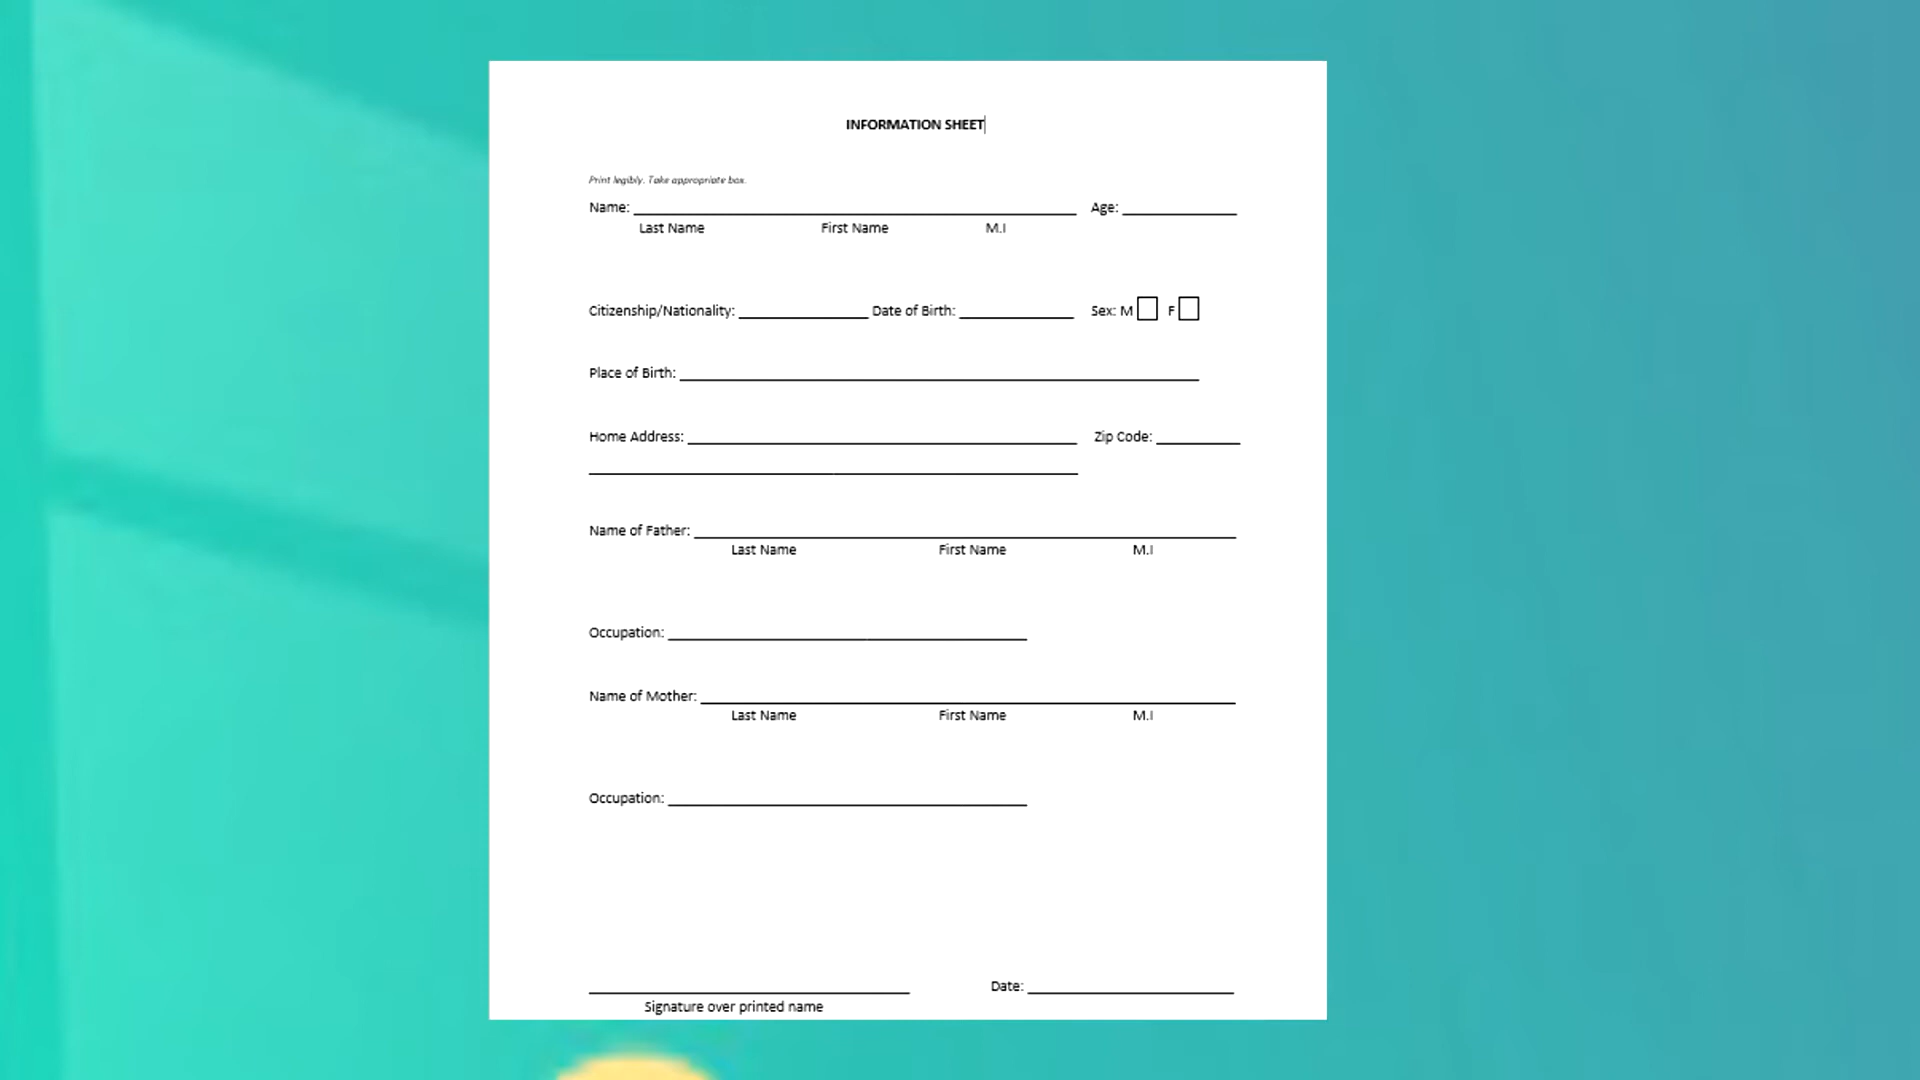 INFORMATION SHEET
Print legibly. Take appropriate box.
Name: Age:
Last Name First Name M.I
Citizenship/Nationality: Date of Birth: Sex: M F
Place of Birth:
Home Address: Zip Code:
Name of Father:
Last Name First Name M.I
Occupation:
Name of Mother:
Last Name First Name M.I
Occupation:
Date:
Signature over printed name